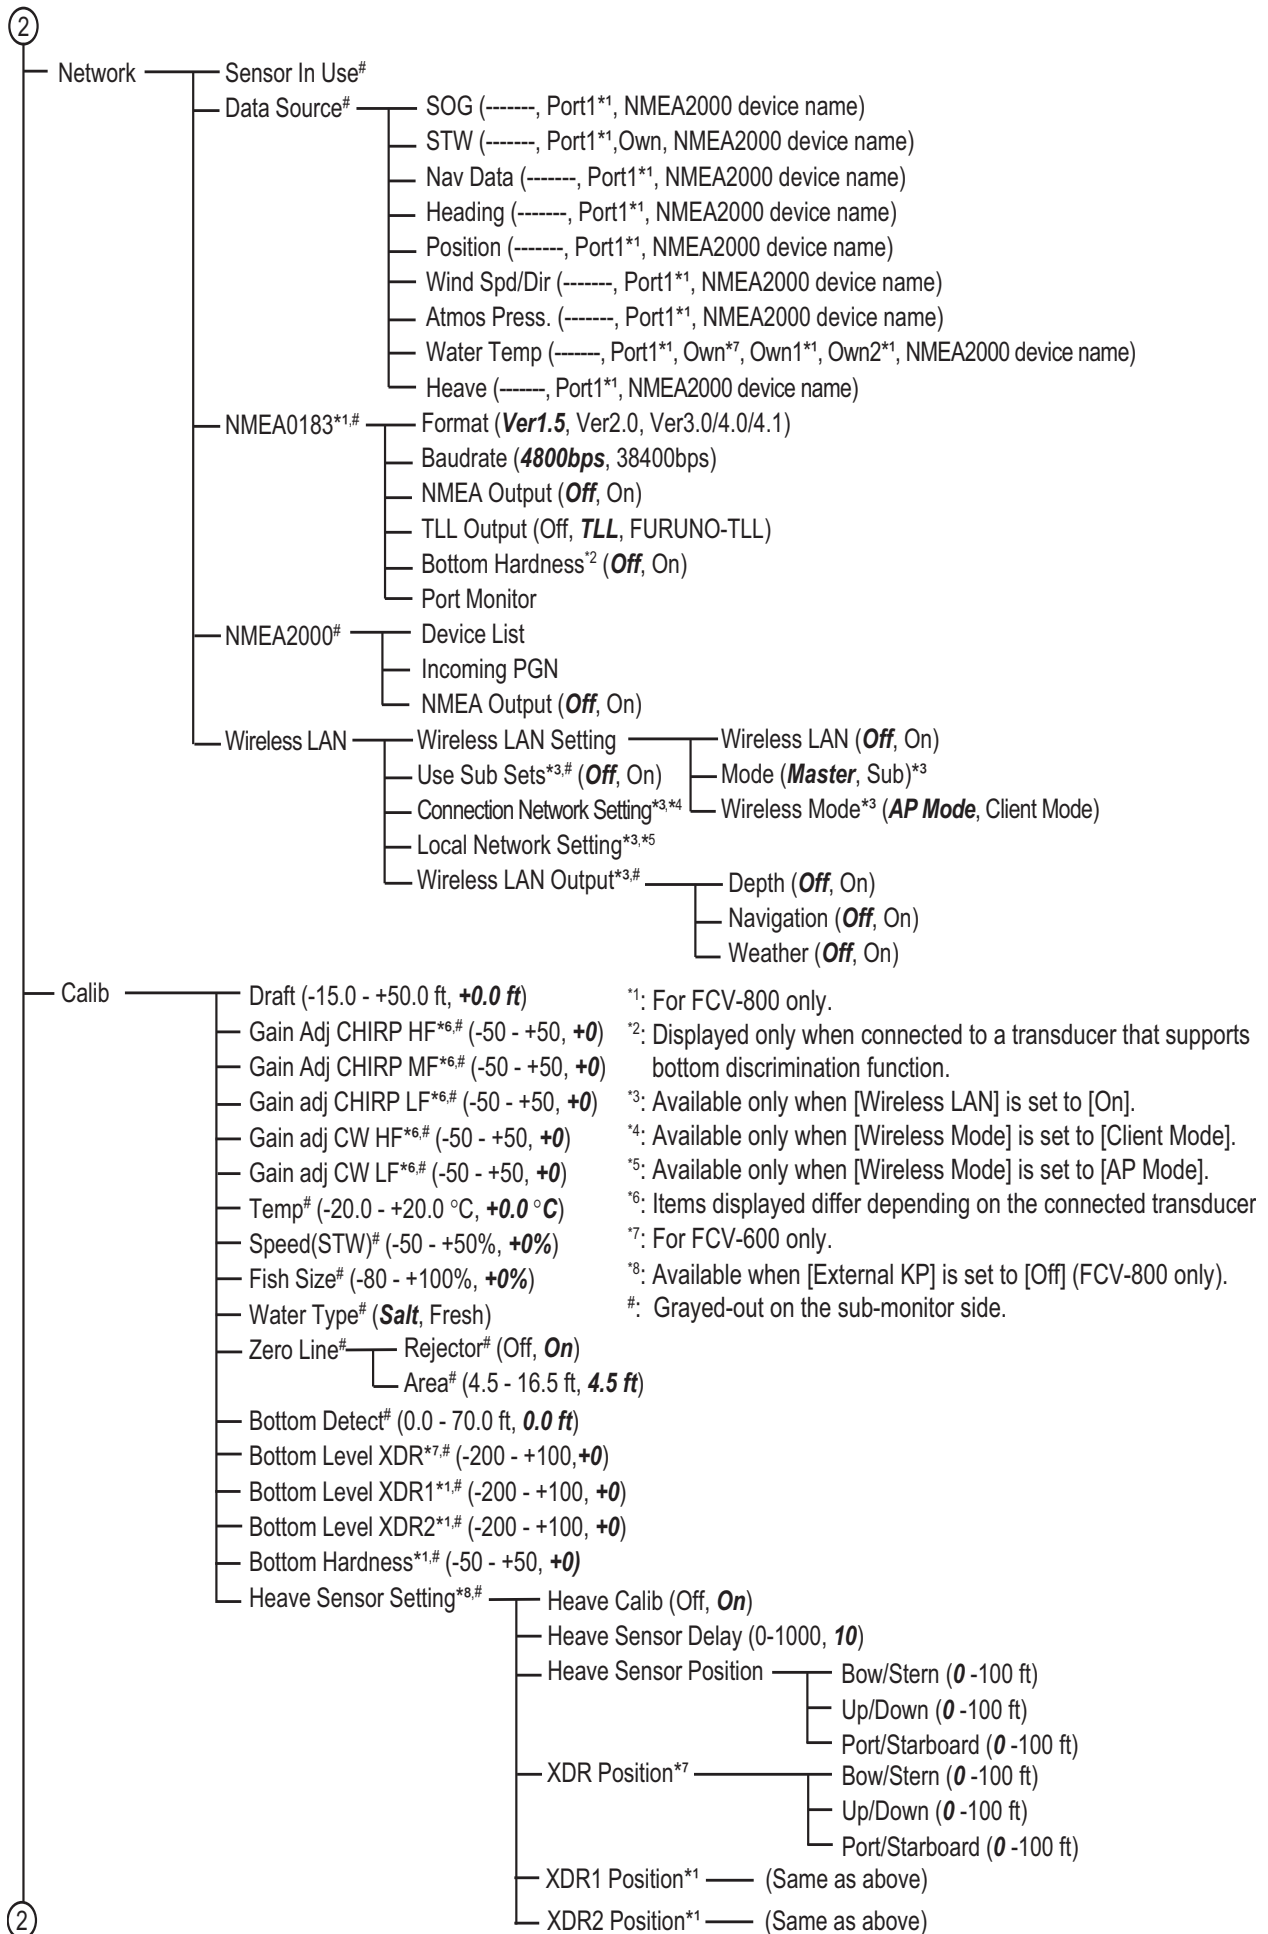 2
Network
Sensor In Use#
Data Source#
SOG (-------, Port1*1, NMEA2000 device name)
STW (-------, Port1*1,Own, NMEA2000 device name)
Nav Data (-------, Port1*1, NMEA2000 device name)
Heading (-------, Port1*1, NMEA2000 device name)
Position (-------, Port1*1, NMEA2000 device name)
Wind Spd/Dir (-------, Port1*1, NMEA2000 device name)
Atmos Press. (-------, Port1*1, NMEA2000 device name)
Water Temp (-------, Port1*1, Own*7, Own1*1, Own2*1, NMEA2000 device name)
Heave (-------, Port1*1, NMEA2000 device name)
NMEA0183*1,#
Format (Ver1.5, Ver2.0, Ver3.0/4.0/4.1)
Baudrate (4800bps, 38400bps)
NMEA Output (Off, On)
TLL Output (Off, TLL, FURUNO-TLL)
Bottom Hardness*2 (Off, On)
Port Monitor
NMEA2000#
Device List
Incoming PGN
NMEA Output (Off, On)
Wireless LAN
Wireless LAN Setting
Wireless LAN (Off, On)
Mode (Master, Sub)*3
Wireless Mode*3 (AP Mode, Client Mode)
Use Sub Sets*3,# (Off, On)
Connection Network Setting*3,*4
Local Network Setting*3,*5
Wireless LAN Output*3,#
Depth (Off, On)
Navigation (Off, On)
Weather (Off, On)
Calib
Draft (-15.0 - +50.0 ft, +0.0 ft)
Gain Adj CHIRP HF*6,# (-50 - +50, +0)
Gain Adj CHIRP MF*6,# (-50 - +50, +0)
Gain adj CHIRP LF*6,# (-50 - +50, +0)
Gain adj CW HF*6,# (-50 - +50, +0)
Gain adj CW LF*6,# (-50 - +50, +0)
Temp# (-20.0 - +20.0 °C, +0.0 °C)
Speed(STW)# (-50 - +50%, +0%)
Fish Size# (-80 - +100%, +0%)
Water Type# (Salt, Fresh)
Zero Line#
Rejector# (Off, On)
Area# (4.5 - 16.5 ft, 4.5 ft)
Bottom Detect# (0.0 - 70.0 ft, 0.0 ft)
Bottom Level XDR*7,# (-200 - +100,+0)
Bottom Level XDR1*1,# (-200 - +100, +0)
Bottom Level XDR2*1,# (-200 - +100, +0)
Bottom Hardness*1,# (-50 - +50, +0)
Heave Sensor Setting*8,#
Heave Calib (Off, On)
Heave Sensor Delay (0-1000, 10)
Heave Sensor Position
Bow/Stern (0 -100 ft)
Up/Down (0 -100 ft)
Port/Starboard (0 -100 ft)
XDR Position*7
Bow/Stern (0 -100 ft)
Up/Down (0 -100 ft)
Port/Starboard (0 -100 ft)
XDR1 Position*1
(Same as above)
XDR2 Position*1
(Same as above)
*1: For FCV-800 only.
*2: Displayed only when connected to a transducer that supports
bottom discrimination function.
*3: Available only when [Wireless LAN] is set to [On].
*4: Available only when [Wireless Mode] is set to [Client Mode].
*5: Available only when [Wireless Mode] is set to [AP Mode].
*6: Items displayed differ depending on the connected transducer
*7: For FCV-600 only.
*8: Available when [External KP] is set to [Off] (FCV-800 only).
#: Grayed-out on the sub-monitor side.
2